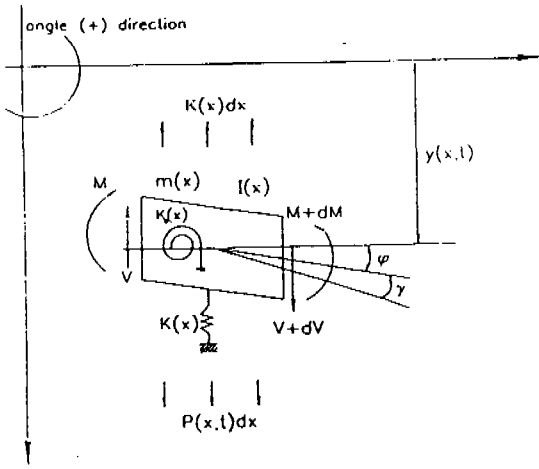 angle (+) direction
K(x)dx
y(x,t)
M
m(x)
I(x)
M+dM
K(x)
V
φ
γ
K(x)
V+dV
P(x,t)dx